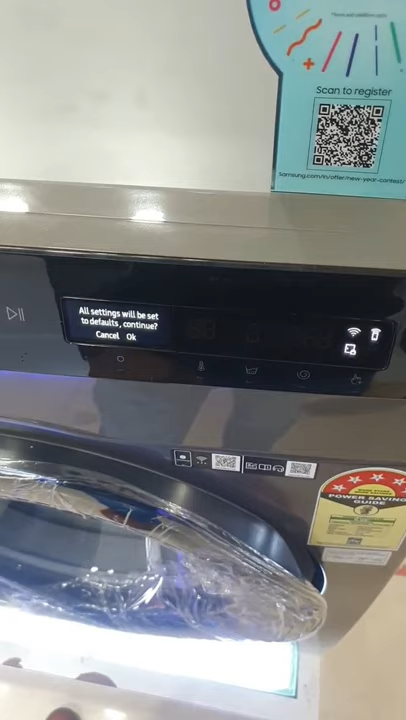 Scan to register
samsung.com/in/offer/new-year-contest/
All settings will be set
to defaults, continue?
Cancel Ok
POWER SAVING
GUIDE